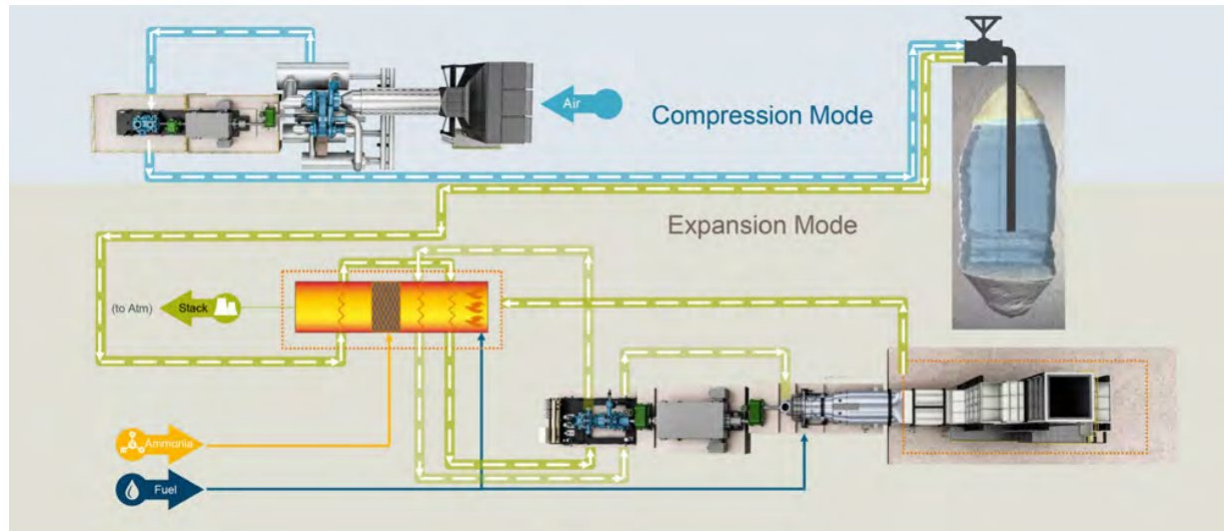 Air
Compression Mode
Expansion Mode
(to Atm)
Stack
Ammonia
Fuel